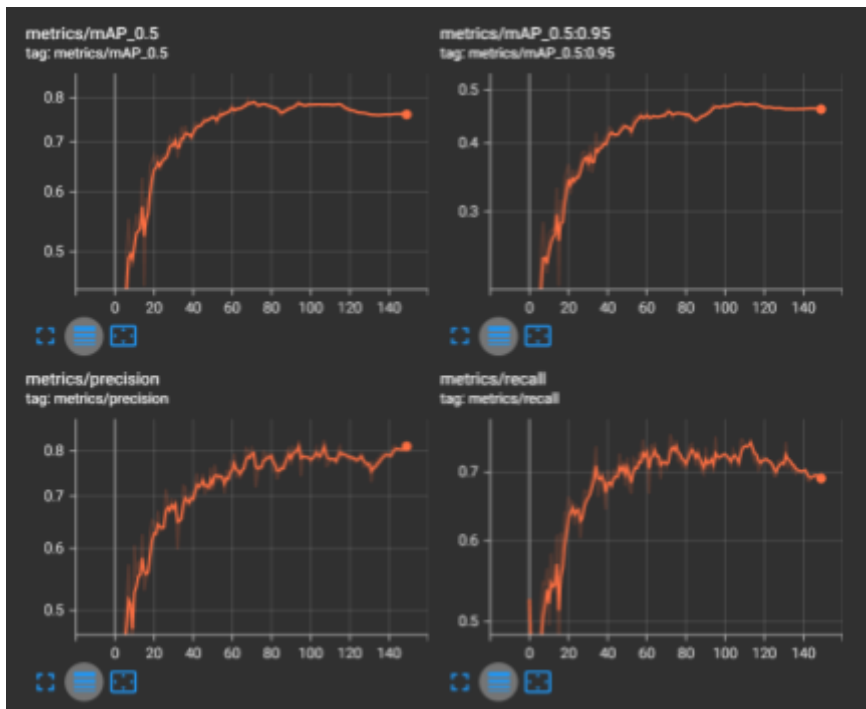 metrics/mAP_0.5
tag: metrics/mAP_0.5
0.8
0.7
0.6
0.5
0 20 40 60 80 100 120 140
metrics/mAP_0.5:0.95
tag: metrics/mAP_0.5:0.95
0.5
0.4
0.3
0 20 40 60 80 100 120 140
metrics/precision
tag: metrics/precision
0.8
0.7
0.6
0.5
0 20 40 60 80 100 120 140
metrics/recall
tag: metrics/recall
0.7
0.6
0.5
0 20 40 60 80 100 120 140